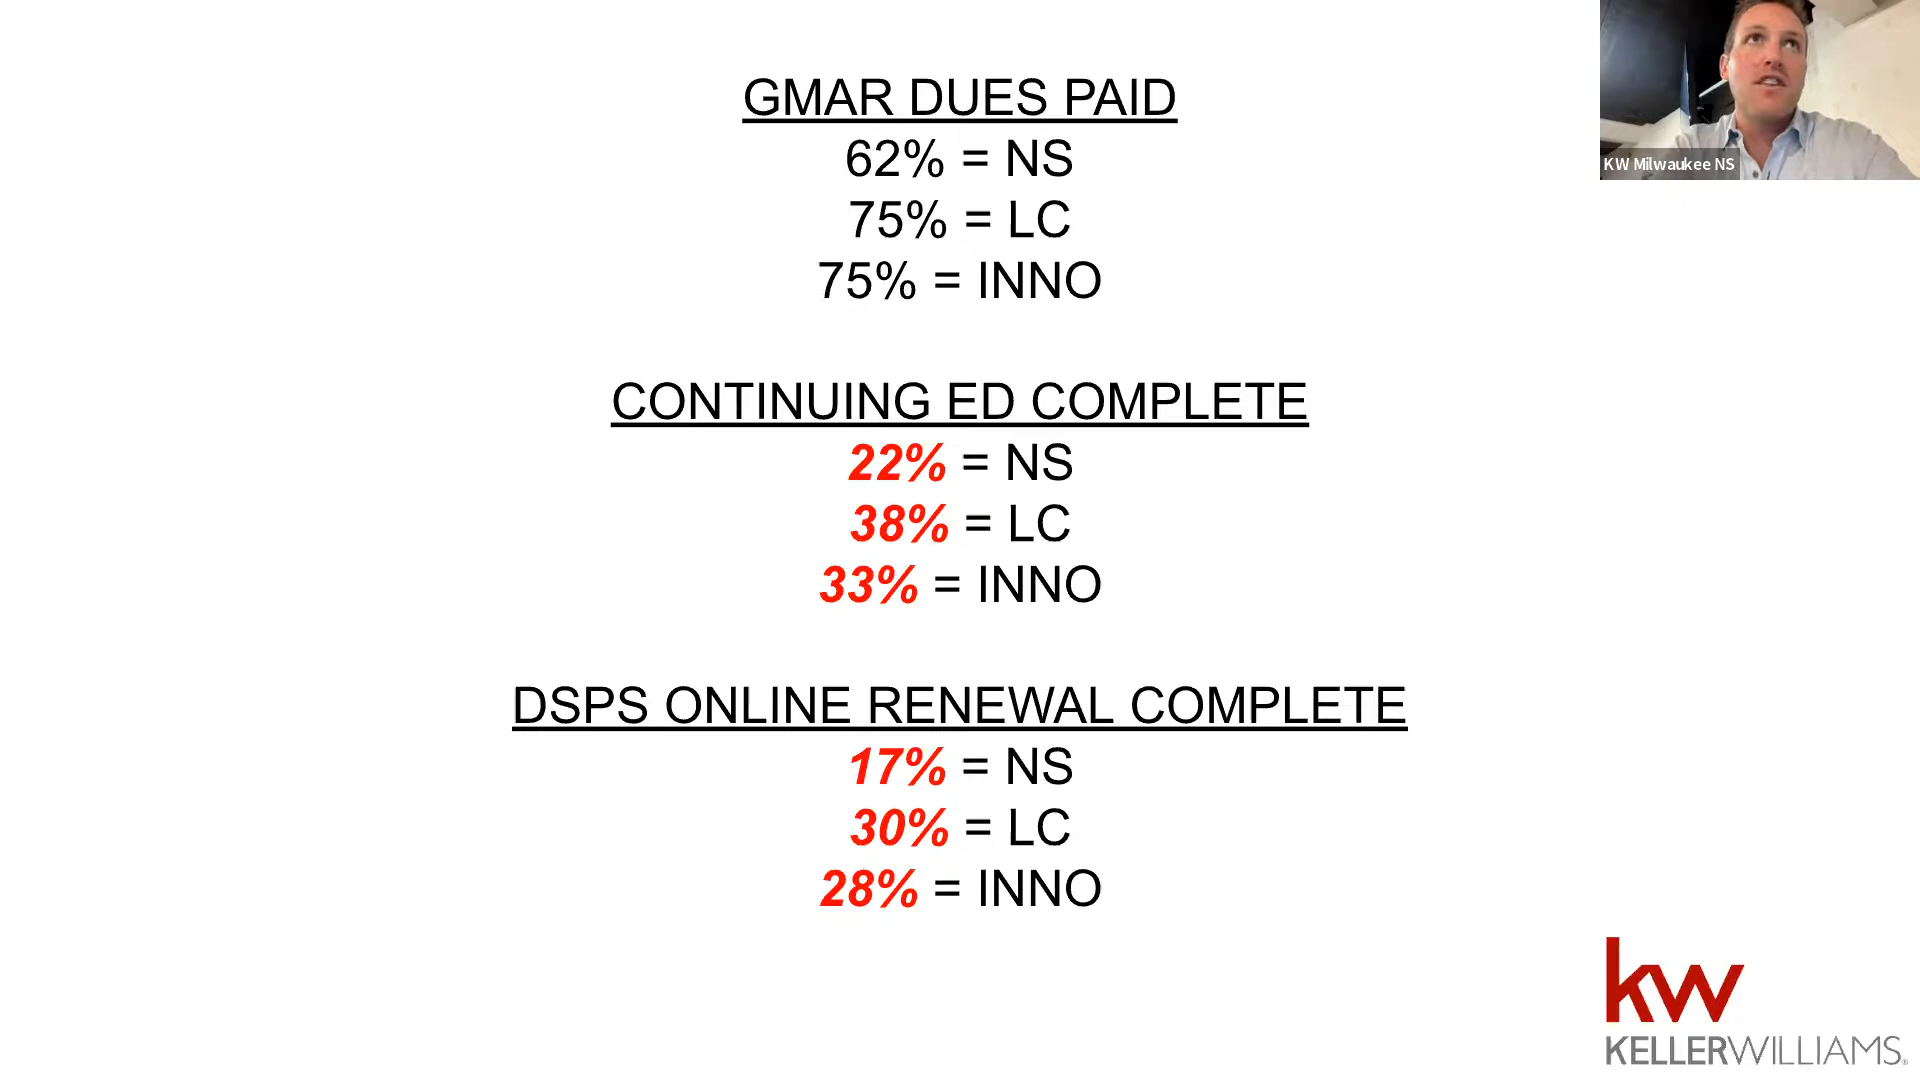 GMAR DUES PAID
62% = NS
75% = LC
75% = INNO
CONTINUING ED COMPLETE
22% = NS
38% = LC
33% = INNO
DSPS ONLINE RENEWAL COMPLETE
17% = NS
30% = LC
28% = INNO
KW Milwaukee NS
kw
KELLERWILLIAMS®